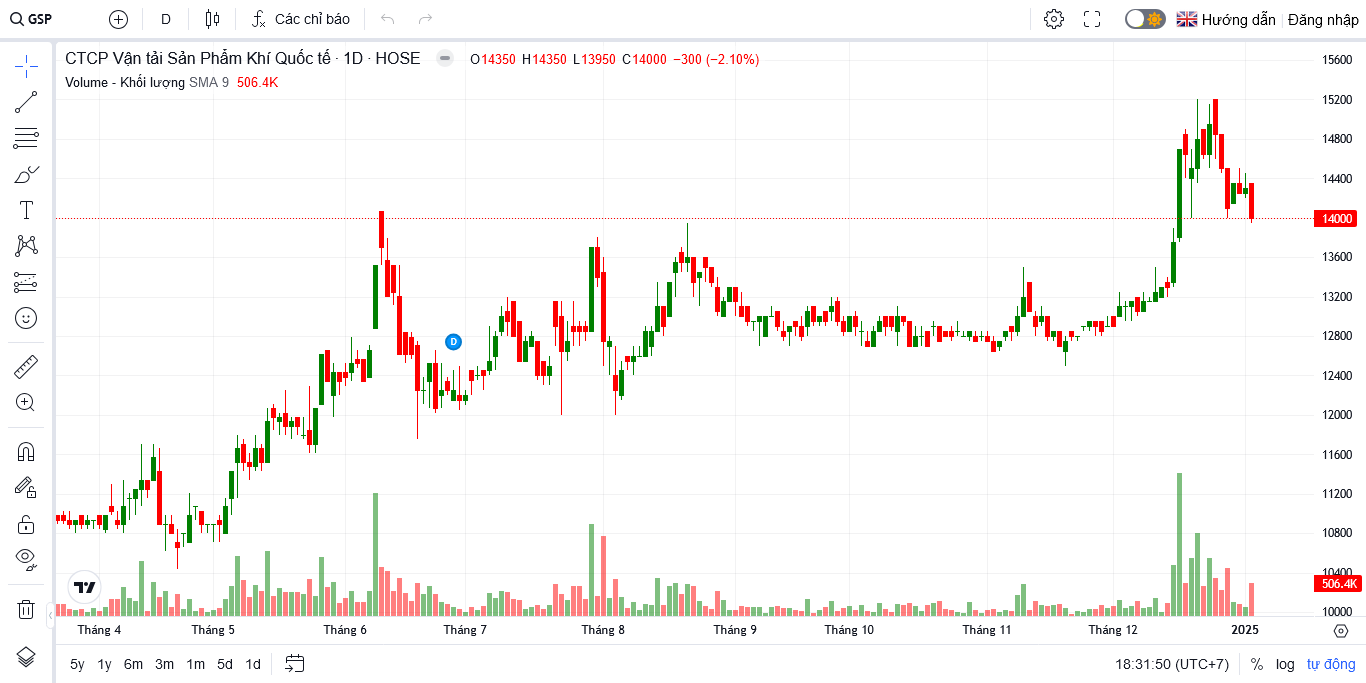 GSP D Các chỉ báo Hướng dẫn Đăng nhập
CTCP Vận tải Sản Phẩm Khí Quốc tế · 1D · HOSE O14350 H14350 L13950 C14000 −300 (−2.10%)
Volume - Khối lượng SMA 9 506.4K
15600
15200
14800
14400
14000
13600
13200
12800
D
12400
12000
11600
11200
10800
10400
506.4K
10000
Tháng 4 Tháng 5 Tháng 6 Tháng 7 Tháng 8 Tháng 9 Tháng 10 Tháng 11 Tháng 12 2025
5y 1y 6m 3m 1m 5d 1d 18:31:50 (UTC+7) % log tự động